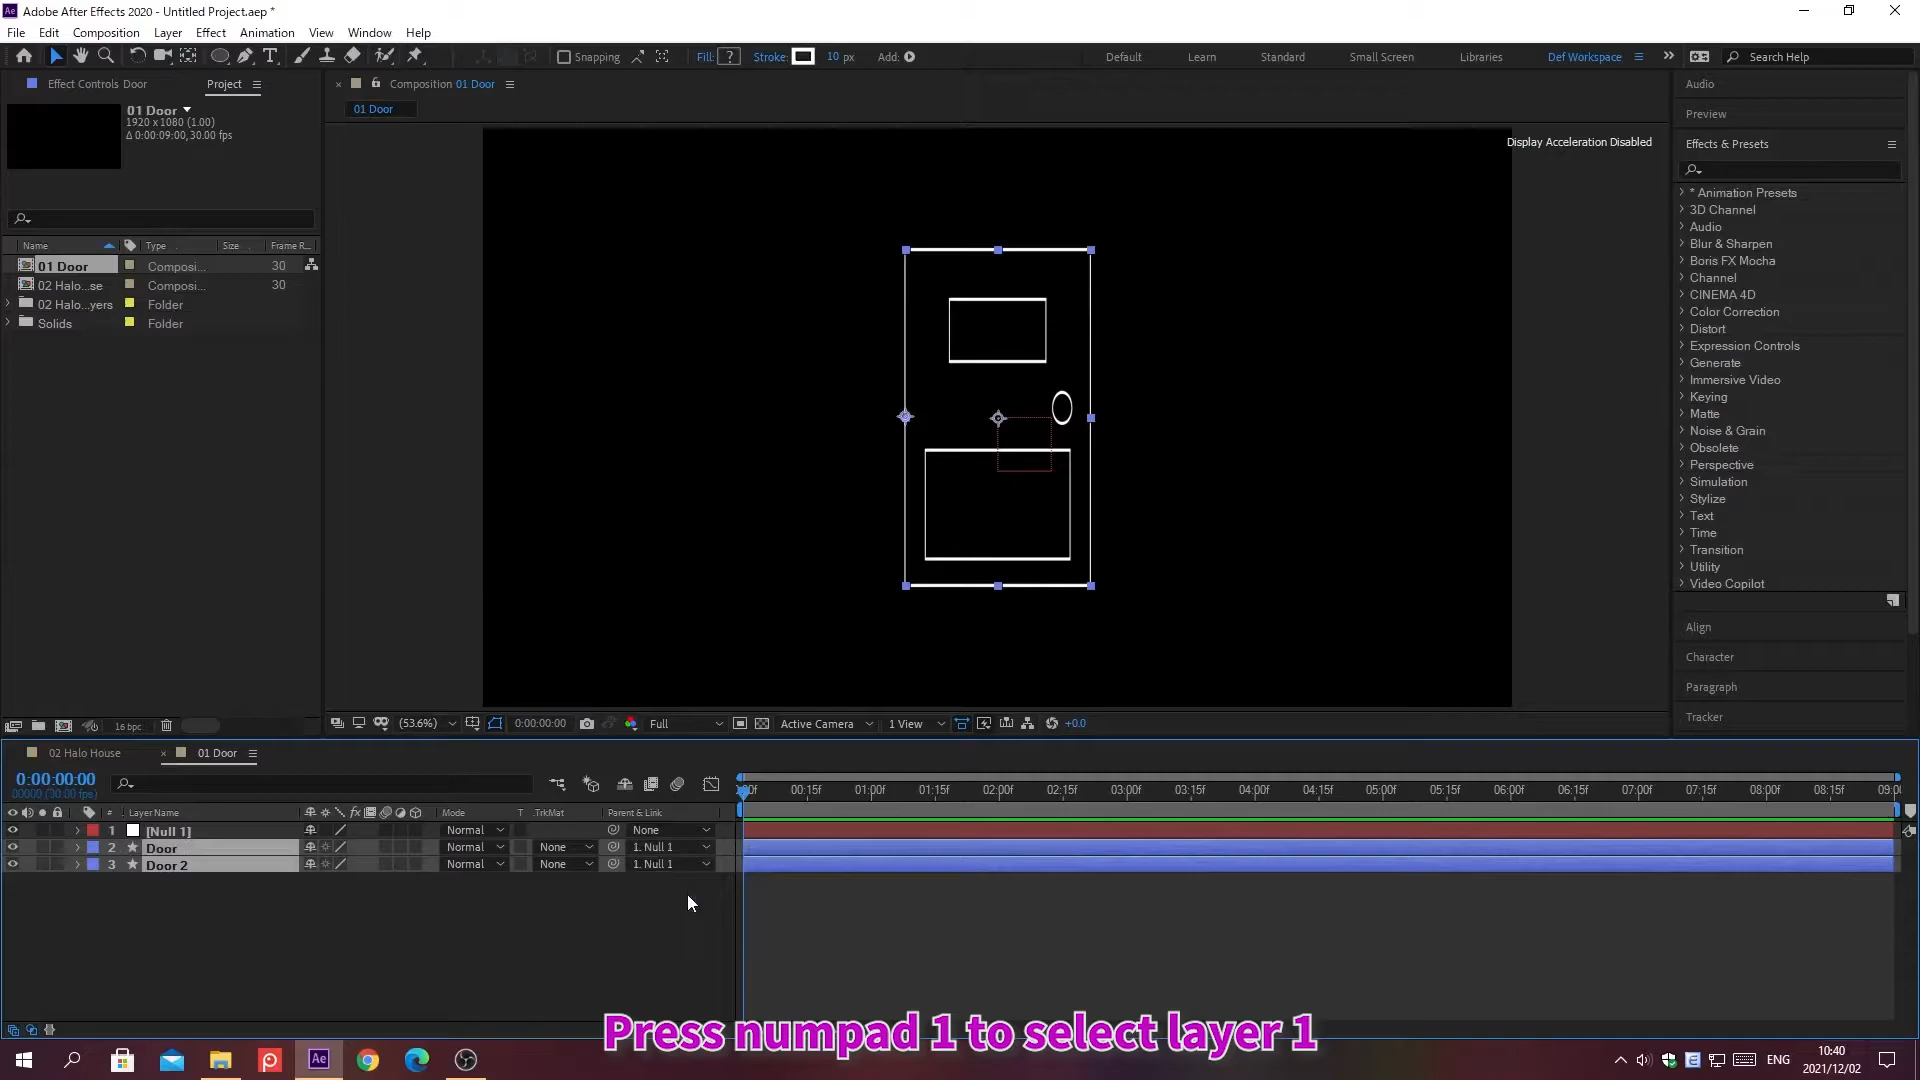 Adobe After Effects 2020 - Untitled Project.aep *
File Edit Composition Layer Effect Animation View Window Help
Snapping Fill: ? Stroke: 10 px Add: Default Learn Standard Small Screen Libraries Def Workspace Search Help
Effect Controls Door Project
Composition 01 Door
01 Door
01 Door
1920 x 1080 (1.00)
Δ 0:00:09:00, 30.00 fps
Display Acceleration Disabled
Name Type Size Frame R...
01 Door Composi... 30
02 Halo...se Composi... 30
02 Halo...yers Folder
Solids Folder
16 bpc
Audio
Preview
Effects & Presets
* Animation Presets
3D Channel
Audio
Blur & Sharpen
Boris FX Mocha
Channel
CINEMA 4D
Color Correction
Distort
Expression Controls
Generate
Immersive Video
Keying
Matte
Noise & Grain
Obsolete
Perspective
Simulation
Stylize
Text
Time
Transition
Utility
Video Copilot
Align
Character
Paragraph
Tracker
(53.6%) 0:00:00:00 Full Active Camera 1 View +0.0
02 Halo House 01 Door
0:00:00:00
00000 (30.00 fps)
00:15f 01:00f 01:15f 02:00f 02:15f 03:00f 03:15f 04:00f 04:15f 05:00f 05:15f 06:00f 06:15f 07:00f 07:15f 08:00f 08:15f 09:0
# Layer Name fx Mode T .TrkMat Parent & Link
1 [Null 1] Normal None
2 Door Normal None 1. Null 1
3 Door 2 Normal None 1. Null 1
Press numpad 1 to select layer 1
ENG
10:40
2021/12/02